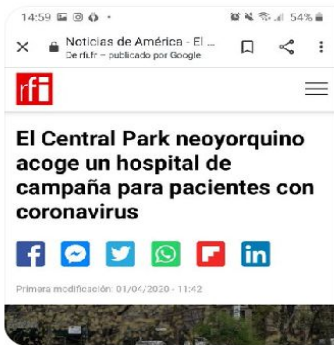 14:59
54%
Noticias de América - El ...
De rfi.fr – publicado por Google
rfi
El Central Park neoyorquino
acoge un hospital de
campaña para pacientes con
coronavirus
Primera modificación: 01/04/2020 - 11:42